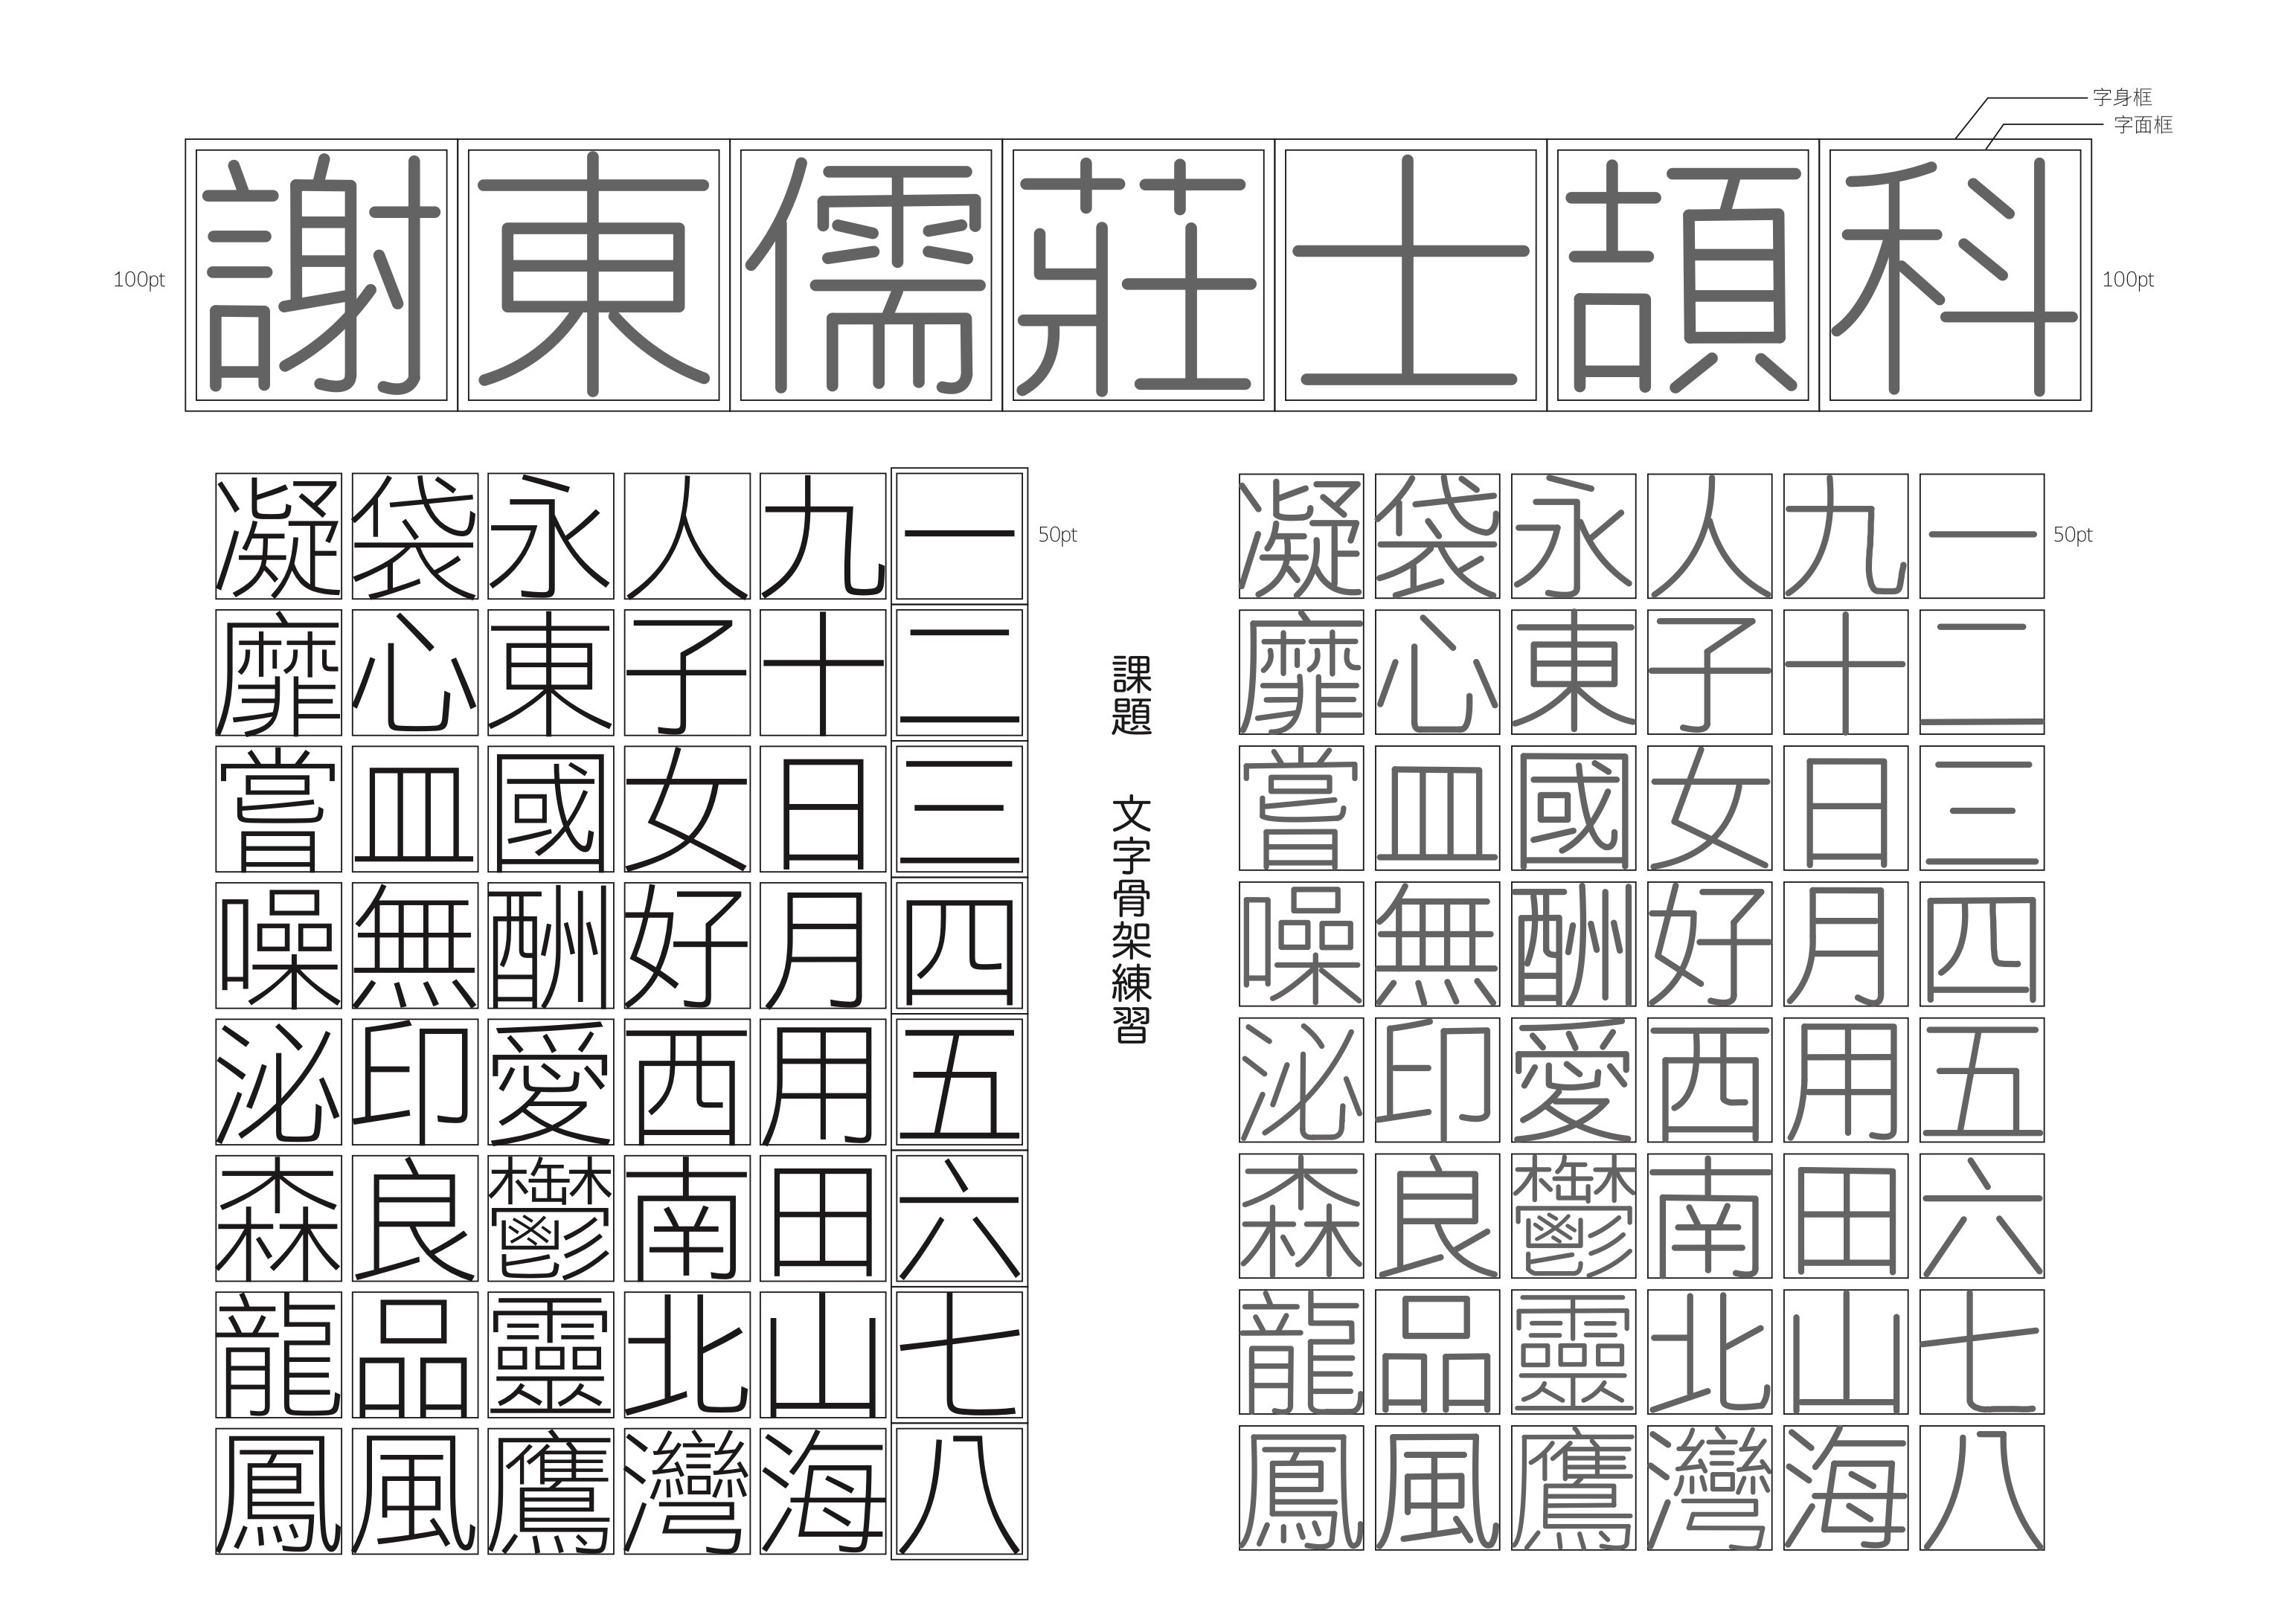 字身框
字面框
100pt
謝東儒莊士頡科
100pt
50pt
一二三四五六七八
九十日月用田山海
人子女好西南北灣
永東國酬愛鬱靈鷹
袋心皿無印良品風
凝靡嘗噪泌森龍鳳
課題 文字骨架練習
50pt
一二三四五六七八
九十日月用田山海
人子女好西南北灣
永東國酬愛鬱靈鷹
袋心皿無印良品風
凝靡嘗噪泌森龍鳳